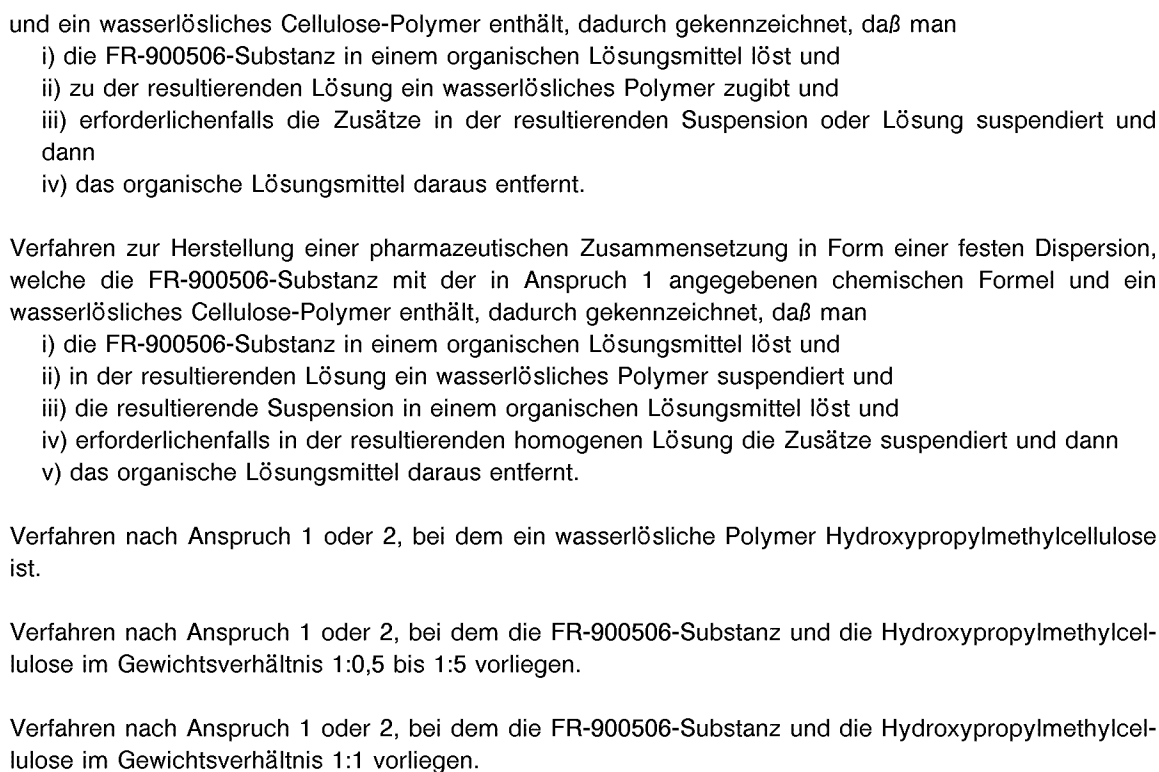 und ein wasserlösliches Cellulose-Polymer enthält, dadurch gekennzeichnet, daß man
i) die FR-900506-Substanz in einem organischen Lösungsmittel löst und
ii) zu der resultierenden Lösung ein wasserlösliches Polymer zugibt und
iii) erforderlichenfalls die Zusätze in der resultierenden Suspension oder Lösung suspendiert und
dann
iv) das organische Lösungsmittel daraus entfernt.
Verfahren zur Herstellung einer pharmazeutischen Zusammensetzung in Form einer festen Dispersion,
welche die FR-900506-Substanz mit der in Anspruch 1 angegebenen chemischen Formel und ein
wasserlösliches Cellulose-Polymer enthält, dadurch gekennzeichnet, daß man
i) die FR-900506-Substanz in einem organischen Lösungsmittel löst und
ii) in der resultierenden Lösung ein wasserlösliches Polymer suspendiert und
iii) die resultierende Suspension in einem organischen Lösungsmittel löst und
iv) erforderlichenfalls in der resultierenden homogenen Lösung die Zusätze suspendiert und dann
v) das organische Lösungsmittel daraus entfernt.
Verfahren nach Anspruch 1 oder 2, bei dem ein wasserlösliche Polymer Hydroxypropylmethylcellulose
ist.
Verfahren nach Anspruch 1 oder 2, bei dem die FR-900506-Substanz und die Hydroxypropylmethylcel-
lulose im Gewichtsverhältnis 1:0,5 bis 1:5 vorliegen.
Verfahren nach Anspruch 1 oder 2, bei dem die FR-900506-Substanz und die Hydroxypropylmethylcel-
lulose im Gewichtsverhältnis 1:1 vorliegen.